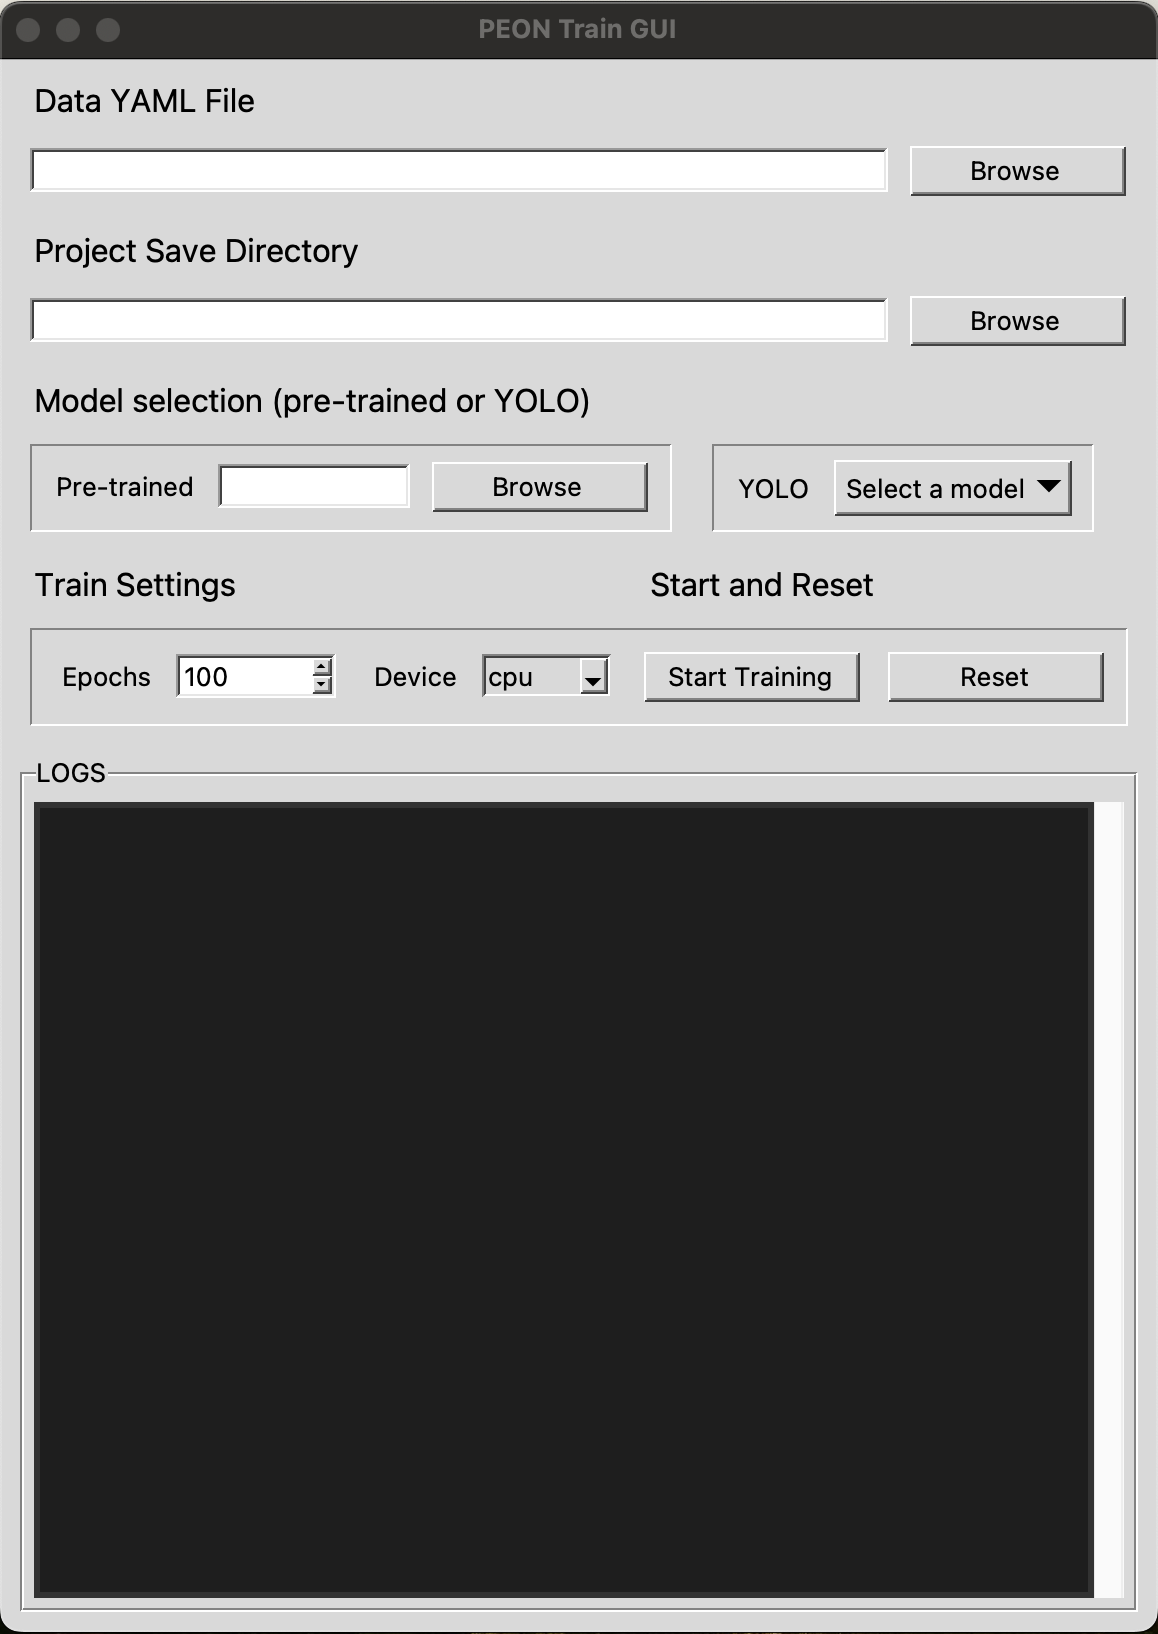 PEON Train GUI
Data YAML File
Browse
Project Save Directory
Browse
Model selection (pre-trained or YOLO)
Pre-trained Browse YOLO Select a model
Train Settings Start and Reset
Epochs 100 Device cpu Start Training Reset
LOGS